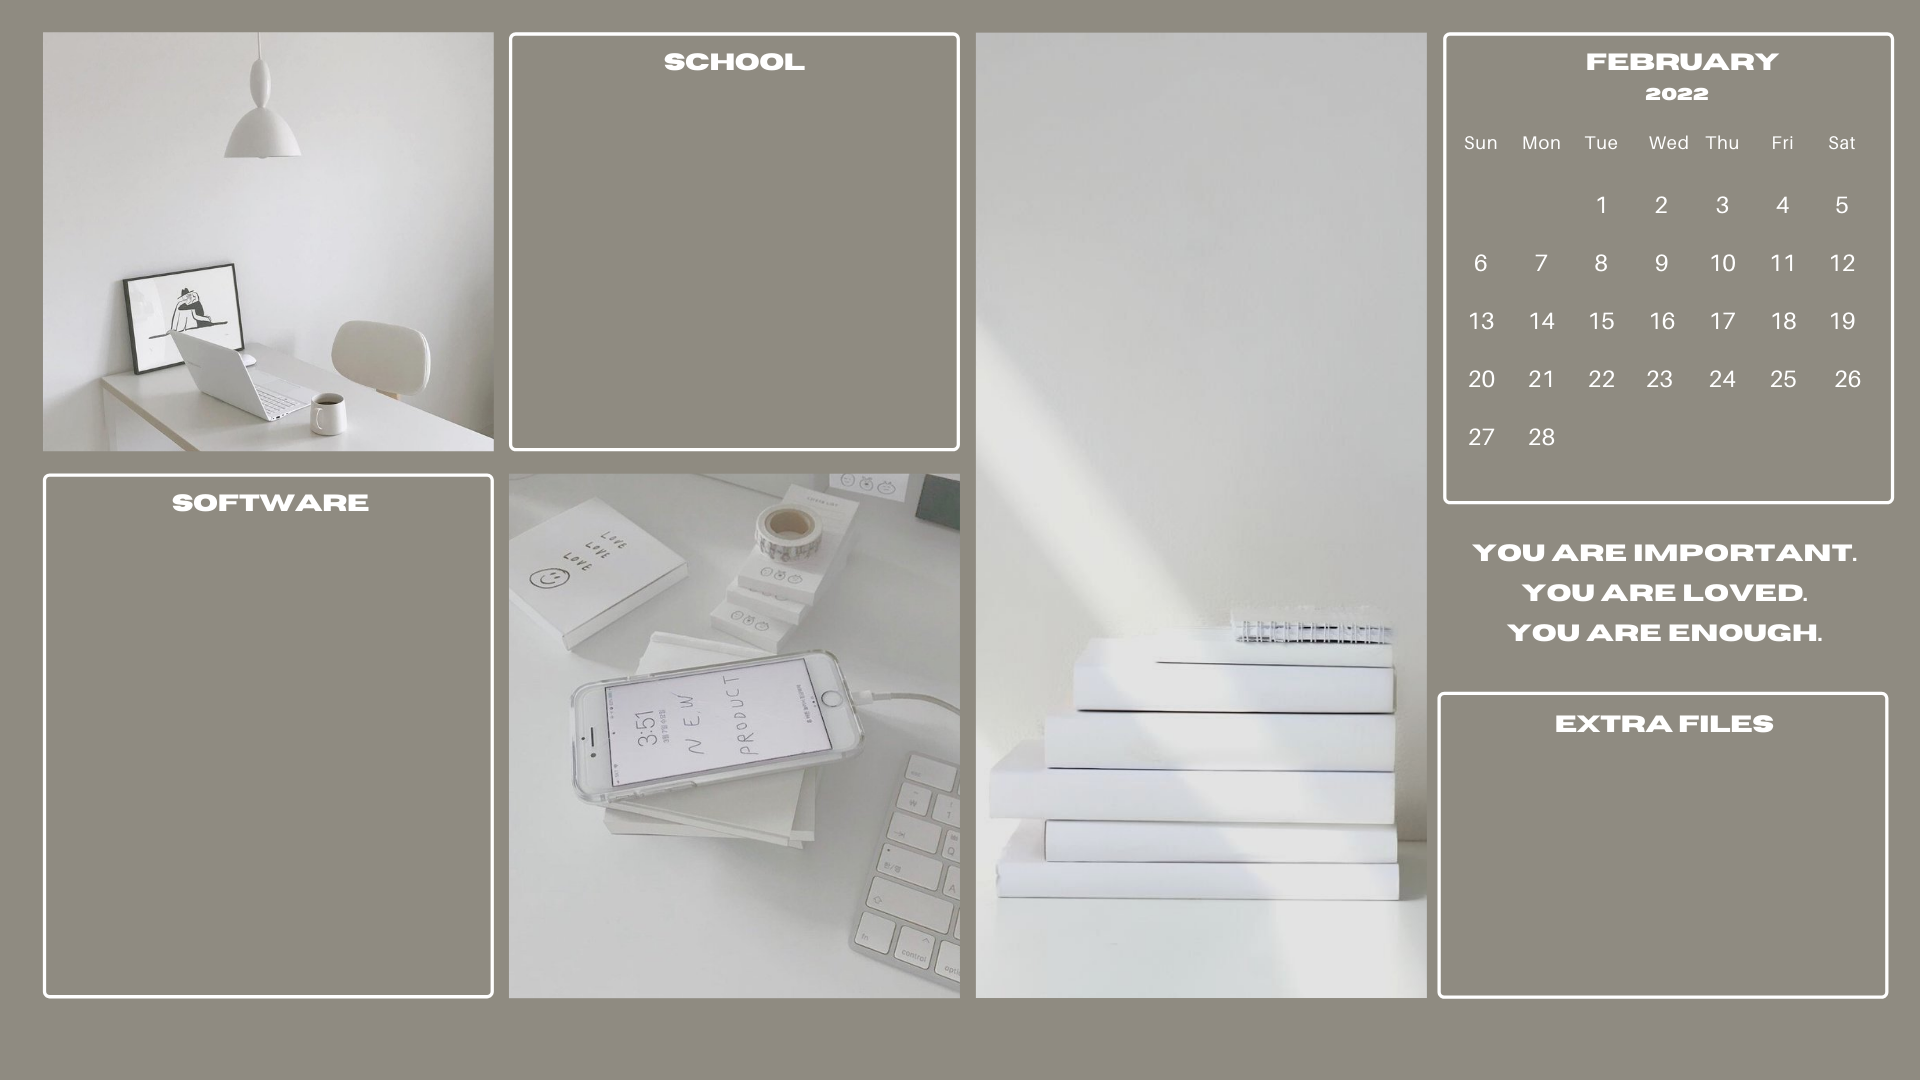 SCHOOL
FEBRUARY
2022
Sun Mon Tue Wed Thu Fri Sat
1 2 3 4 5
6 7 8 9 10 11 12
13 14 15 16 17 18 19
20 21 22 23 24 25 26
27 28
SOFTWARE
LOVE
LOVE
LOVE
3:51
N E.W
PRODUCT
control
YOU ARE IMPORTANT.
YOU ARE LOVED.
YOU ARE ENOUGH.
EXTRA FILES